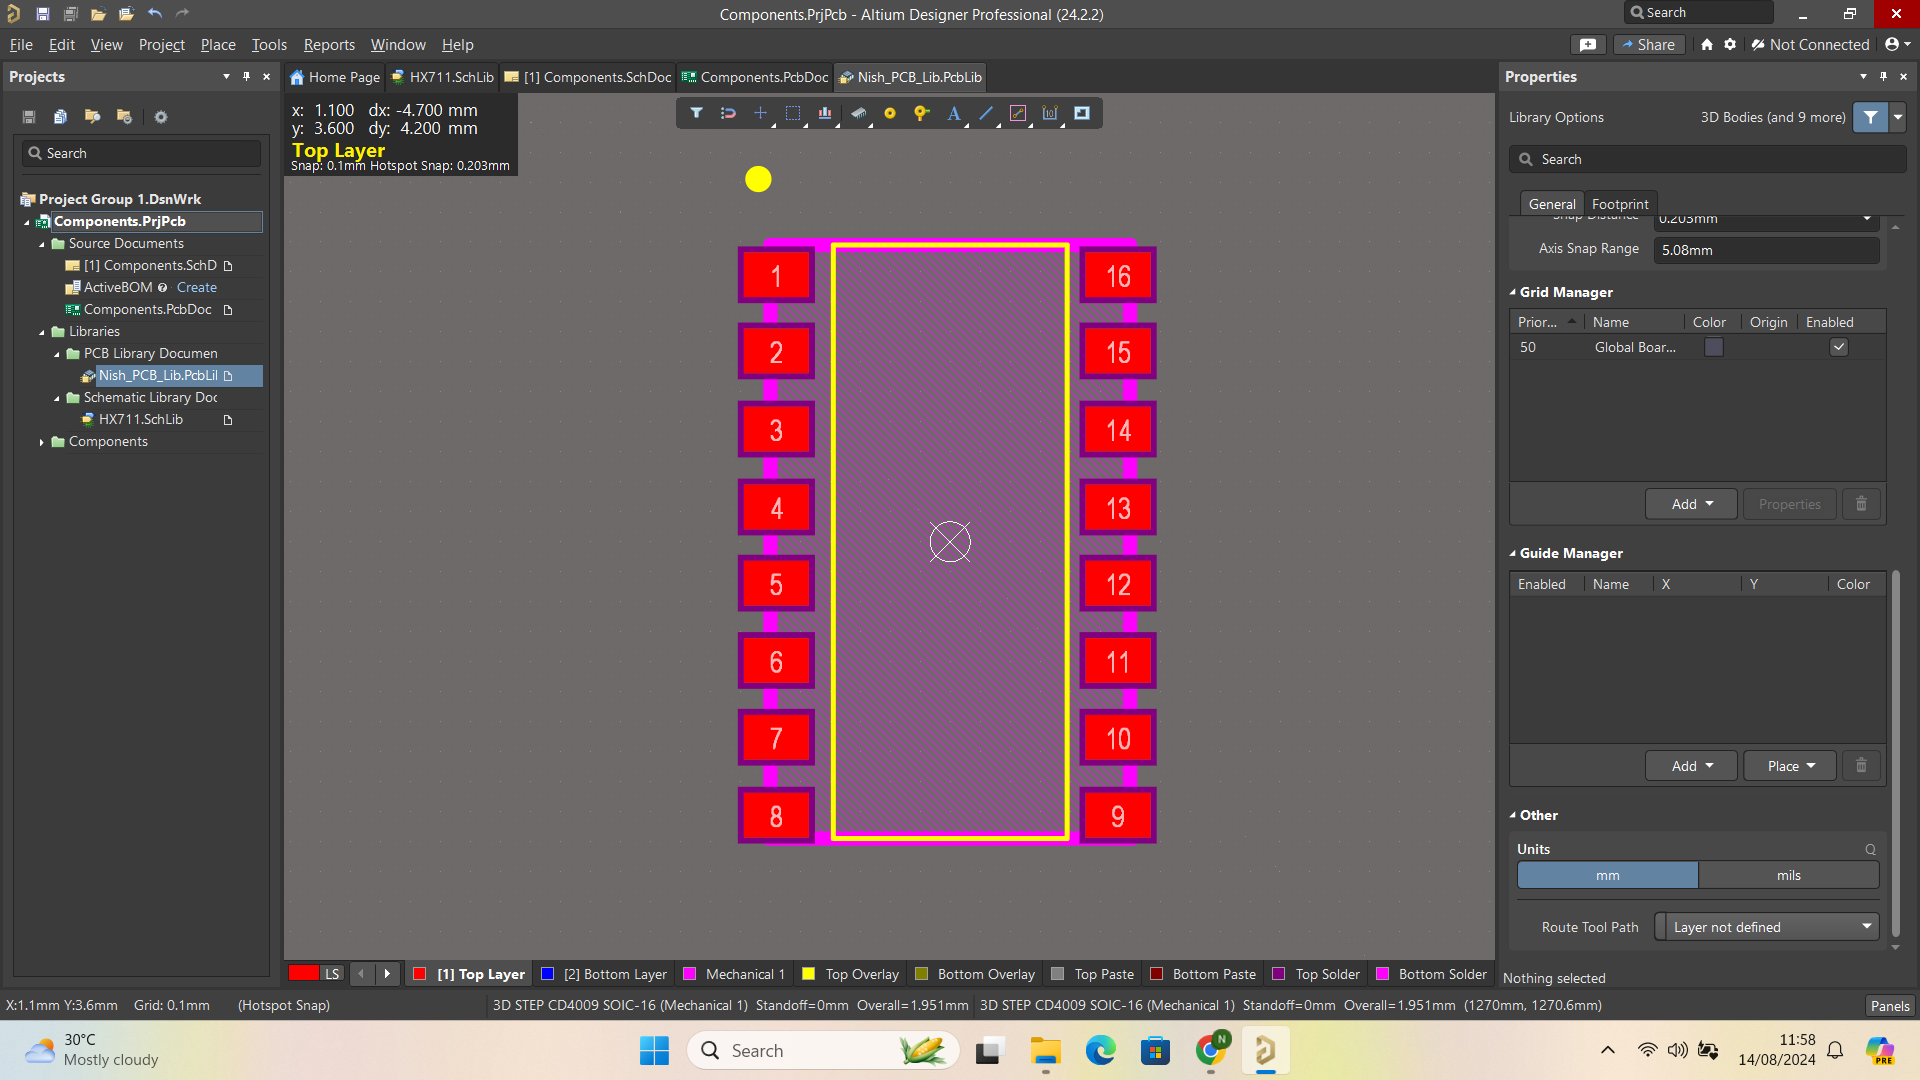 Components.PrjPcb - Altium Designer Professional (24.2.2)
Search
File Edit View Project Place Tools Reports Window Help
Share
Not Connected
Projects
Home Page
HX711.SchLib
[1] Components.SchDoc
Components.PcbDoc
Nish_PCB_Lib.PcbLib
Properties
x: 1.100 dx: -4.700 mm
y: 3.600 dy: 4.200 mm
Top Layer
Snap: 0.1mm Hotspot Snap: 0.203mm
Search
Project Group 1.DsnWrk
Components.PrjPcb
Source Documents
[1] Components.SchD
ActiveBOM Create
Components.PcbDoc
Libraries
PCB Library Documen
Nish_PCB_Lib.PcbLil
Schematic Library Doc
HX711.SchLib
Components
1 16
2 15
3 14
4 13
5 12
6 11
7 10
8 9
Library Options 3D Bodies (and 9 more)
Search
General Footprint
Snap Distance 0.203mm
Axis Snap Range 5.08mm
Grid Manager
Prior... Name Color Origin Enabled
50 Global Boar...
Add Properties
Guide Manager
Enabled Name X Y Color
Add Place
Other
Units
mm mils
Route Tool Path Layer not defined
Nothing selected
LS
[1] Top Layer
[2] Bottom Layer
Mechanical 1
Top Overlay
Bottom Overlay
Top Paste
Bottom Paste
Top Solder
Bottom Solder
X:1.1mm Y:3.6mm Grid: 0.1mm (Hotspot Snap)
3D STEP CD4009 SOIC-16 (Mechanical 1) Standoff=0mm Overall=1.951mm
3D STEP CD4009 SOIC-16 (Mechanical 1) Standoff=0mm Overall=1.951mm (1270mm, 1270.6mm)
Panels
30°C
Mostly cloudy
Search
N
11:58
14/08/2024
PRE